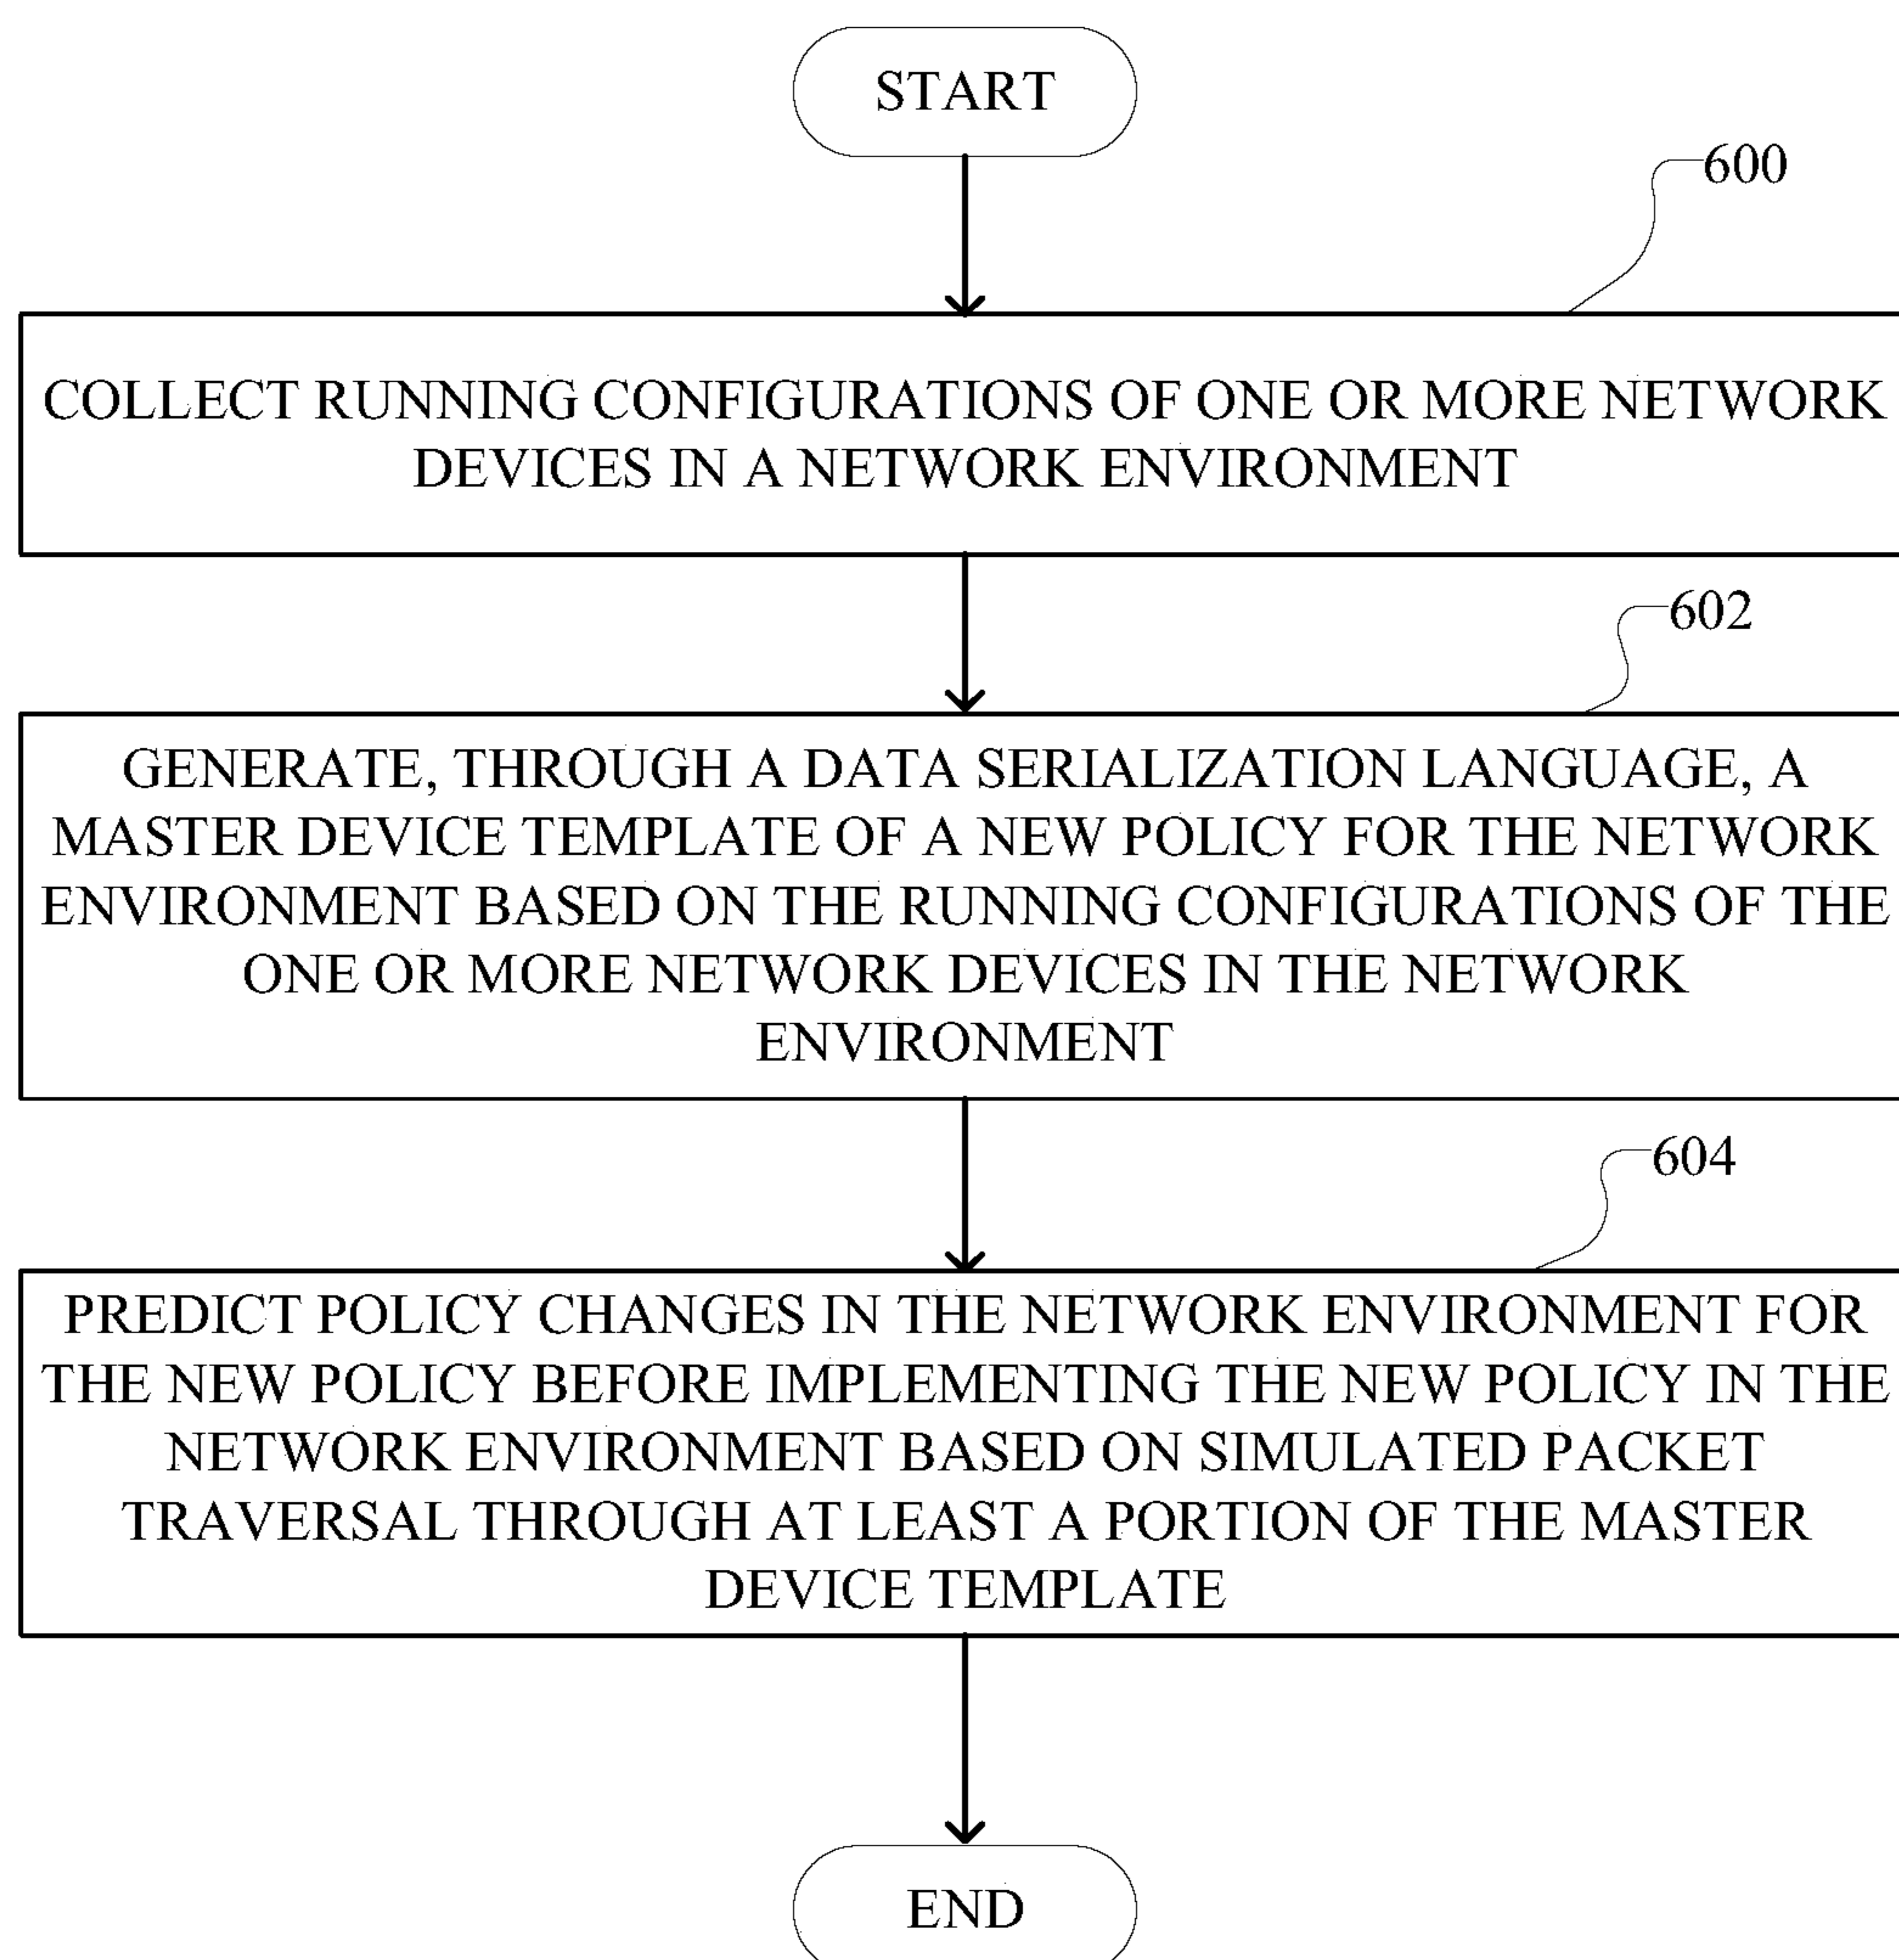 START
600
COLLECT RUNNING CONFIGURATIONS OF ONE OR MORE NETWORK
DEVICES IN A NETWORK ENVIRONMENT
602
GENERATE, THROUGH A DATA SERIALIZATION LANGUAGE, A
MASTER DEVICE TEMPLATE OF A NEW POLICY FOR THE NETWORK
ENVIRONMENT BASED ON THE RUNNING CONFIGURATIONS OF THE
ONE OR MORE NETWORK DEVICES IN THE NETWORK
ENVIRONMENT
604
PREDICT POLICY CHANGES IN THE NETWORK ENVIRONMENT FOR
THE NEW POLICY BEFORE IMPLEMENTING THE NEW POLICY IN THE
NETWORK ENVIRONMENT BASED ON SIMULATED PACKET
TRAVERSAL THROUGH AT LEAST A PORTION OF THE MASTER
DEVICE TEMPLATE
END